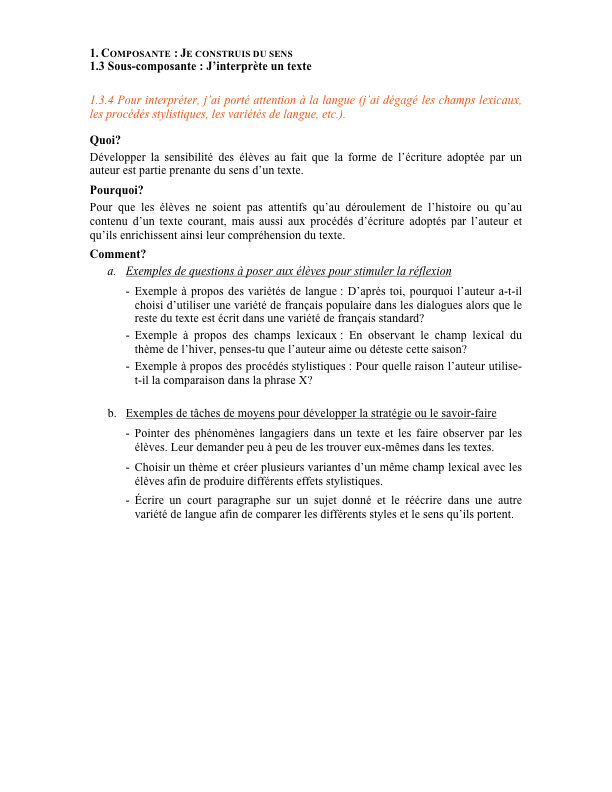 1. COMPOSANTE : JE CONSTRUIS DU SENS
1.3 Sous-composante : J’interprète un texte
1.3.4 Pour interpréter, j’ai porté attention à la langue (j’ai dégagé les champs lexicaux,
les procédés stylistiques, les variétés de langue, etc.).
Quoi?
Développer la sensibilité des élèves au fait que la forme de l’écriture adoptée par un
auteur est partie prenante du sens d’un texte.
Pourquoi?
Pour que les élèves ne soient pas attentifs qu’au déroulement de l’histoire ou qu’au
contenu d’un texte courant, mais aussi aux procédés d’écriture adoptés par l’auteur et
qu’ils enrichissent ainsi leur compréhension du texte.
Comment?
a. Exemples de questions à poser aux élèves pour stimuler la réflexion
- Exemple à propos des variétés de langue : D’après toi, pourquoi l’auteur a-t-il
choisi d’utiliser une variété de français populaire dans les dialogues alors que le
reste du texte est écrit dans une variété de français standard?
- Exemple à propos des champs lexicaux : En observant le champ lexical du
thème de l’hiver, penses-tu que l’auteur aime ou déteste cette saison?
- Exemple à propos des procédés stylistiques : Pour quelle raison l’auteur utilise-
t-il la comparaison dans la phrase X?
b. Exemples de tâches de moyens pour développer la stratégie ou le savoir-faire
- Pointer des phénomènes langagiers dans un texte et les faire observer par les
élèves. Leur demander peu à peu de les trouver eux-mêmes dans les textes.
- Choisir un thème et créer plusieurs variantes d’un même champ lexical avec les
élèves afin de produire différents effets stylistiques.
- Écrire un court paragraphe sur un sujet donné et le réécrire dans une autre
variété de langue afin de comparer les différents styles et le sens qu’ils portent.